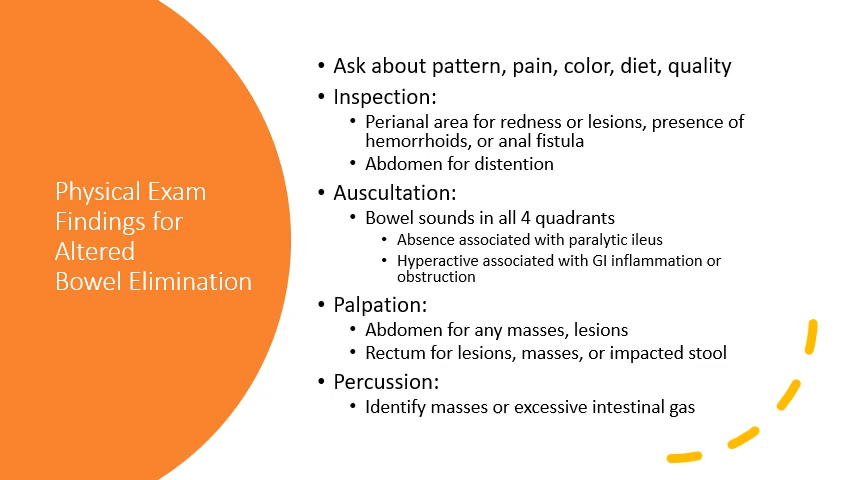 Physical Exam
Findings for
Altered
Bowel Elimination
• Ask about pattern, pain, color, diet, quality
• Inspection:
• Perianal area for redness or lesions, presence of
hemorrhoids, or anal fistula
• Abdomen for distention
• Auscultation:
• Bowel sounds in all 4 quadrants
• Absence associated with paralytic ileus
• Hyperactive associated with GI inflammation or
obstruction
• Palpation:
• Abdomen for any masses, lesions
• Rectum for lesions, masses, or impacted stool
• Percussion:
• Identify masses or excessive intestinal gas